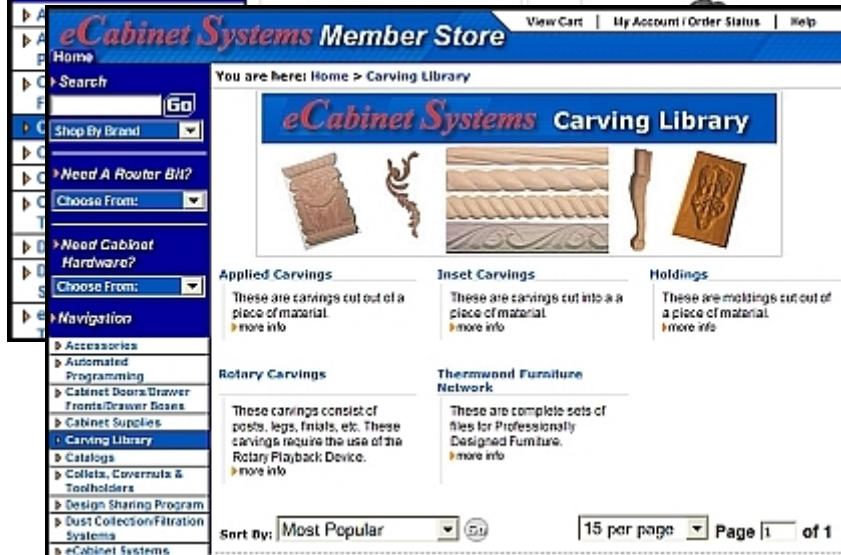 eCabinet Systems Member Store
View Cart | My Account / Order Status | Help
Home
Search
Go
Shop By Brand
Need A Router Bit?
Choose From:
Need Cabinet
Hardware?
Choose From:
Navigation
Accessories
Automated
Programming
Cabinet Doors/Drawer
Fronts/Drawer Boxes
Cabinet Supplies
Carving Library
Catalogs
Collets, Covernuts &
Toolholders
Design Sharing Program
Dust Collection/Filtration
Systems
eCabinet Systems
You are here: Home > Carving Library
eCabinet Systems Carving Library
Applied Carvings
These are carvings cut out of a
piece of material.
more info
Inset Carvings
These are carvings cut into a a
piece of material.
more info
Moldings
These are moldings cut out of
a piece of material.
more info
Rotary Carvings
These carvings consist of
posts, legs, finials, etc. These
carvings require the use of the
Rotary Playback Device.
more info
Thermwood Furniture
Network
These are complete sets of
files for Professionally
Designed Furniture.
more info
Sort By: Most Popular Go 15 per page Page 1 of 1